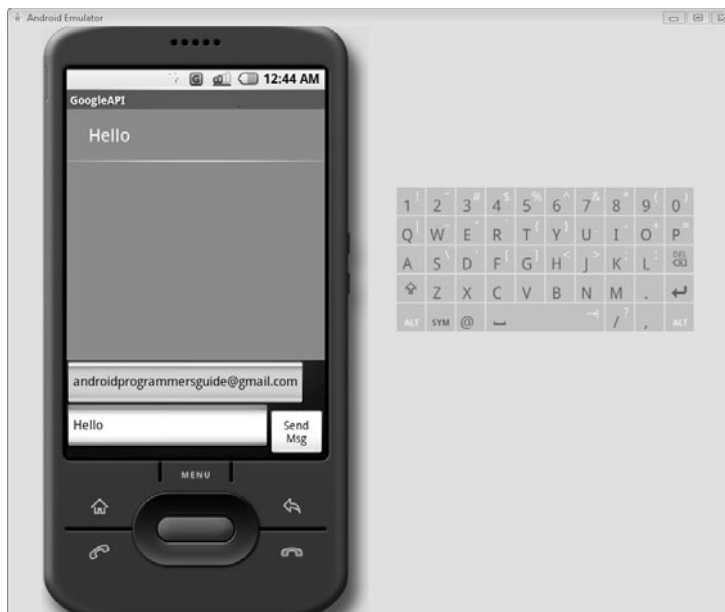 Android Emulator
G 12:44 AM
GoogleAPI
Hello
androidprogrammersguide@gmail.com
Hello
Send
Msg
MENU
1 ! 2 ~ 3 # 4 $ 5 % 6 ^ 7 & 8 * 9 ( 0 )
Q W E R T { Y } U I O + P =
A S \ D F [ G ] H < J > K ; L : DEL
Z X C V B N M .
ALT SYM @ / ? , ALT